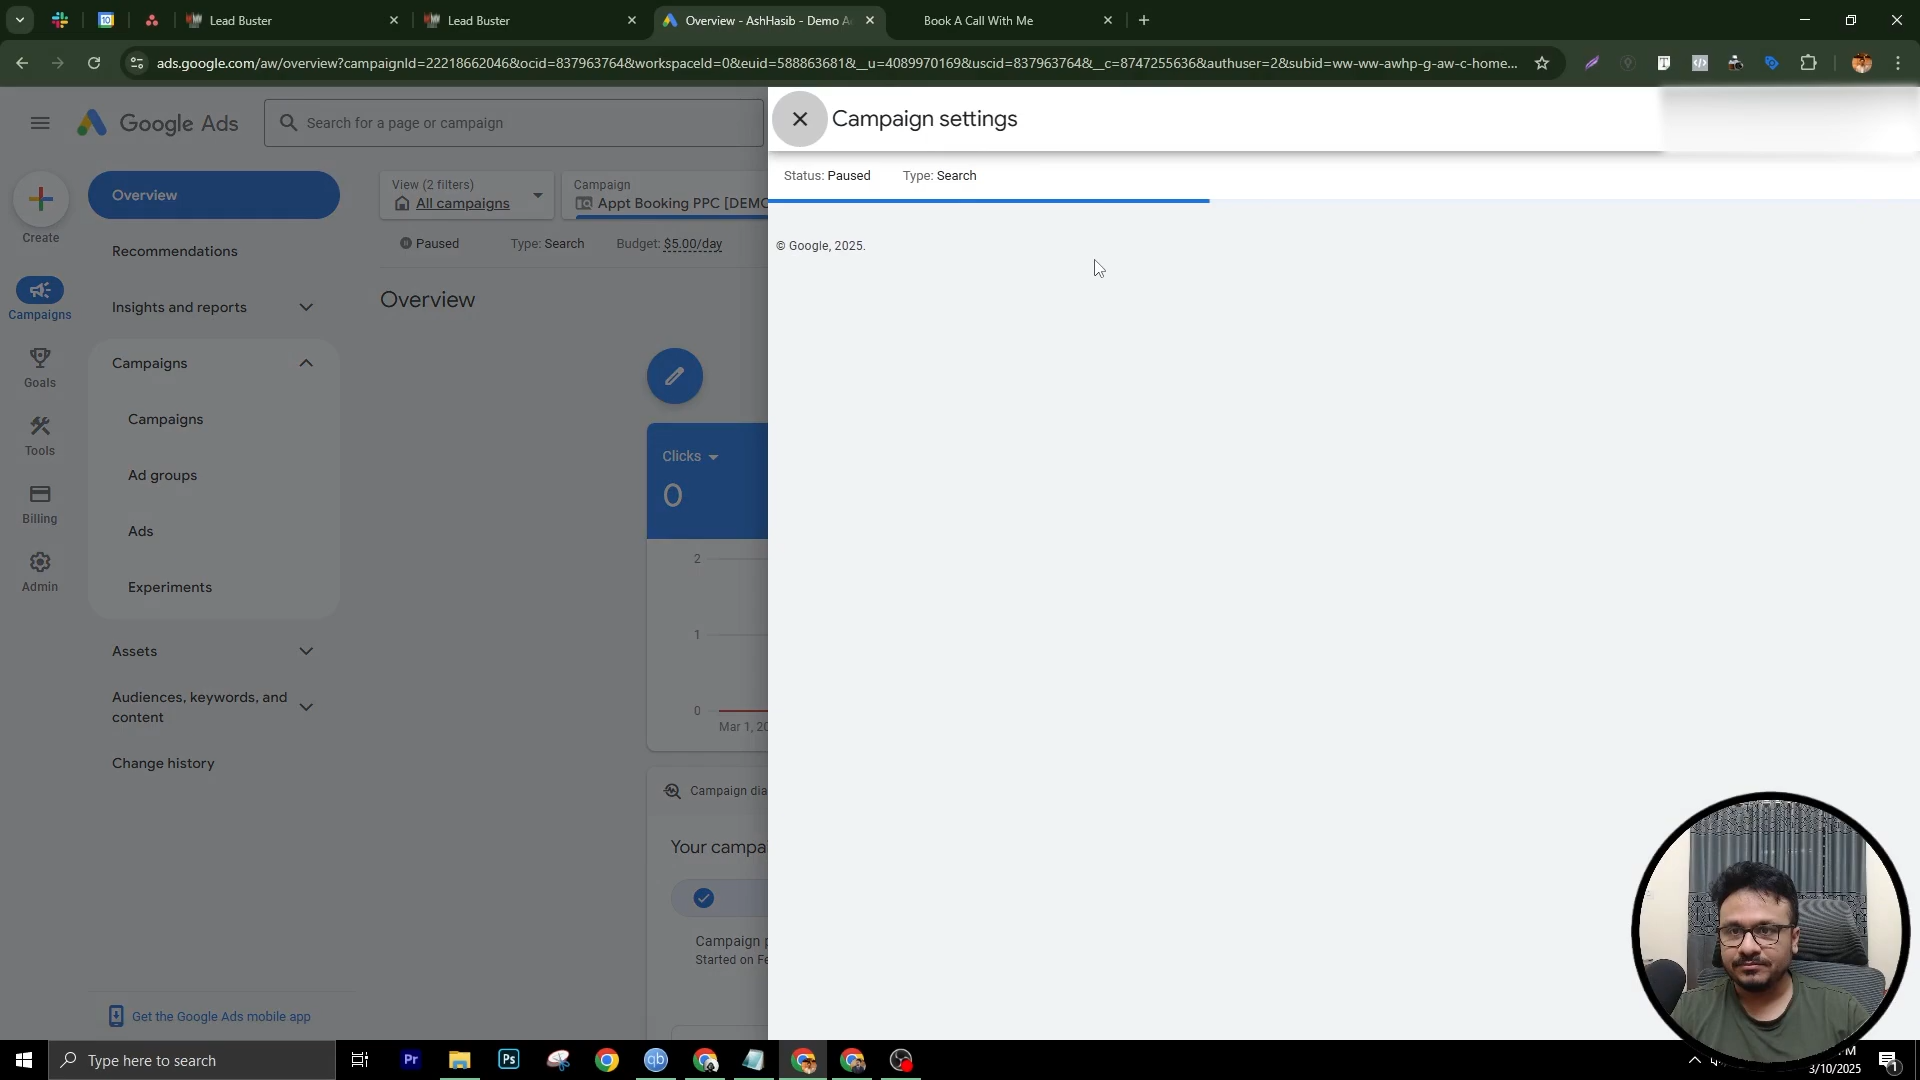 Lead Buster
Lead Buster
Overview - AshHasib - Demo A
Book A Call With Me
ads.google.com/aw/overview?campaignId=22218662046&ocid=837963764&workspaceId=0&euid=588863681&__u=4089970169&uscid=837963764&__c=8747255636&authuser=2&subid=ww-ww-awhp-g-aw-c-home...
Google Ads
Search for a page or campaign
Campaign settings
Status: Paused
Type: Search
© Google, 2025.
Create
Campaigns
Goals
Tools
Billing
Admin
Overview
Recommendations
Insights and reports
Campaigns
Campaigns
Ad groups
Ads
Experiments
Assets
Audiences, keywords, and
content
Change history
Get the Google Ads mobile app
View (2 filters)
All campaigns
Campaign
Appt Booking PPC [DEMO
Paused
Type: Search
Budget: $5.00/day
Overview
Clicks
0
2
1
0
Mar 1, 20
Campaign dia
Your campa
Campaign p
Started on Fe
Type here to search
3/10/2025
1